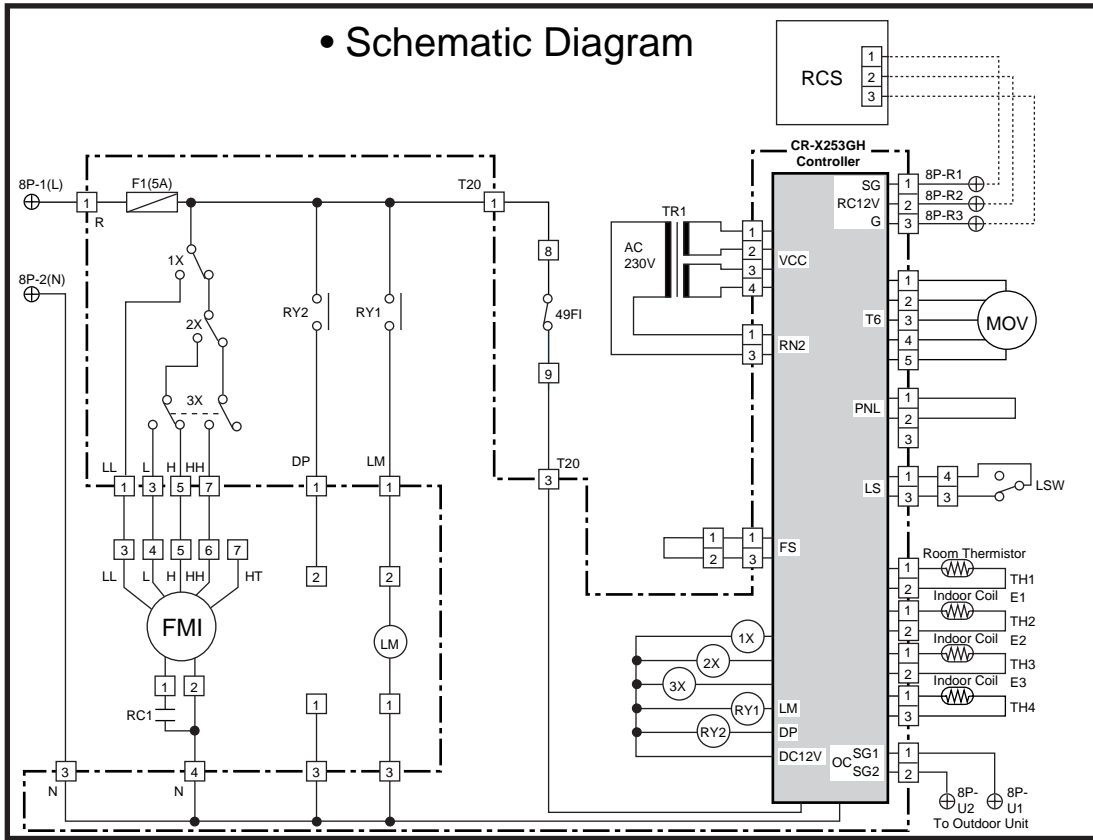 • Schematic Diagram
RCS
1
2
3
CR-X253GH
Controller
8P-1(L)
F1(5A)
T20
1
R
1
8P-2(N)
1X
2X
3X
RY2
RY1
8
49FI
9
T20
3
LL
L
H
HH
DP
LM
1
3
5
7
1
1
3
4
5
6
7
LL
L
H
HH
HT
FMI
2
2
LM
1
2
RC1
1
1
3
4
3
3
N
N
TR1
AC
230V
1
2
3
4
VCC
1
3
RN2
1
2
1
3
FS
1X
2X
3X
RY1
LM
RY2
DP
DC12V
SG
1
8P-R1
RC12V
2
8P-R2
G
3
8P-R3
T6
1
2
3
4
5
MOV
PNL
1
2
3
LS
1
4
3
3
LSW
Room Thermistor
1
2
TH1
Indoor Coil
E1
1
2
TH2
Indoor Coil
E2
1
2
TH3
Indoor Coil
E3
1
3
TH4
OC
SG1
1
SG2
2
8P-
U2
8P-
U1
To Outdoor Unit